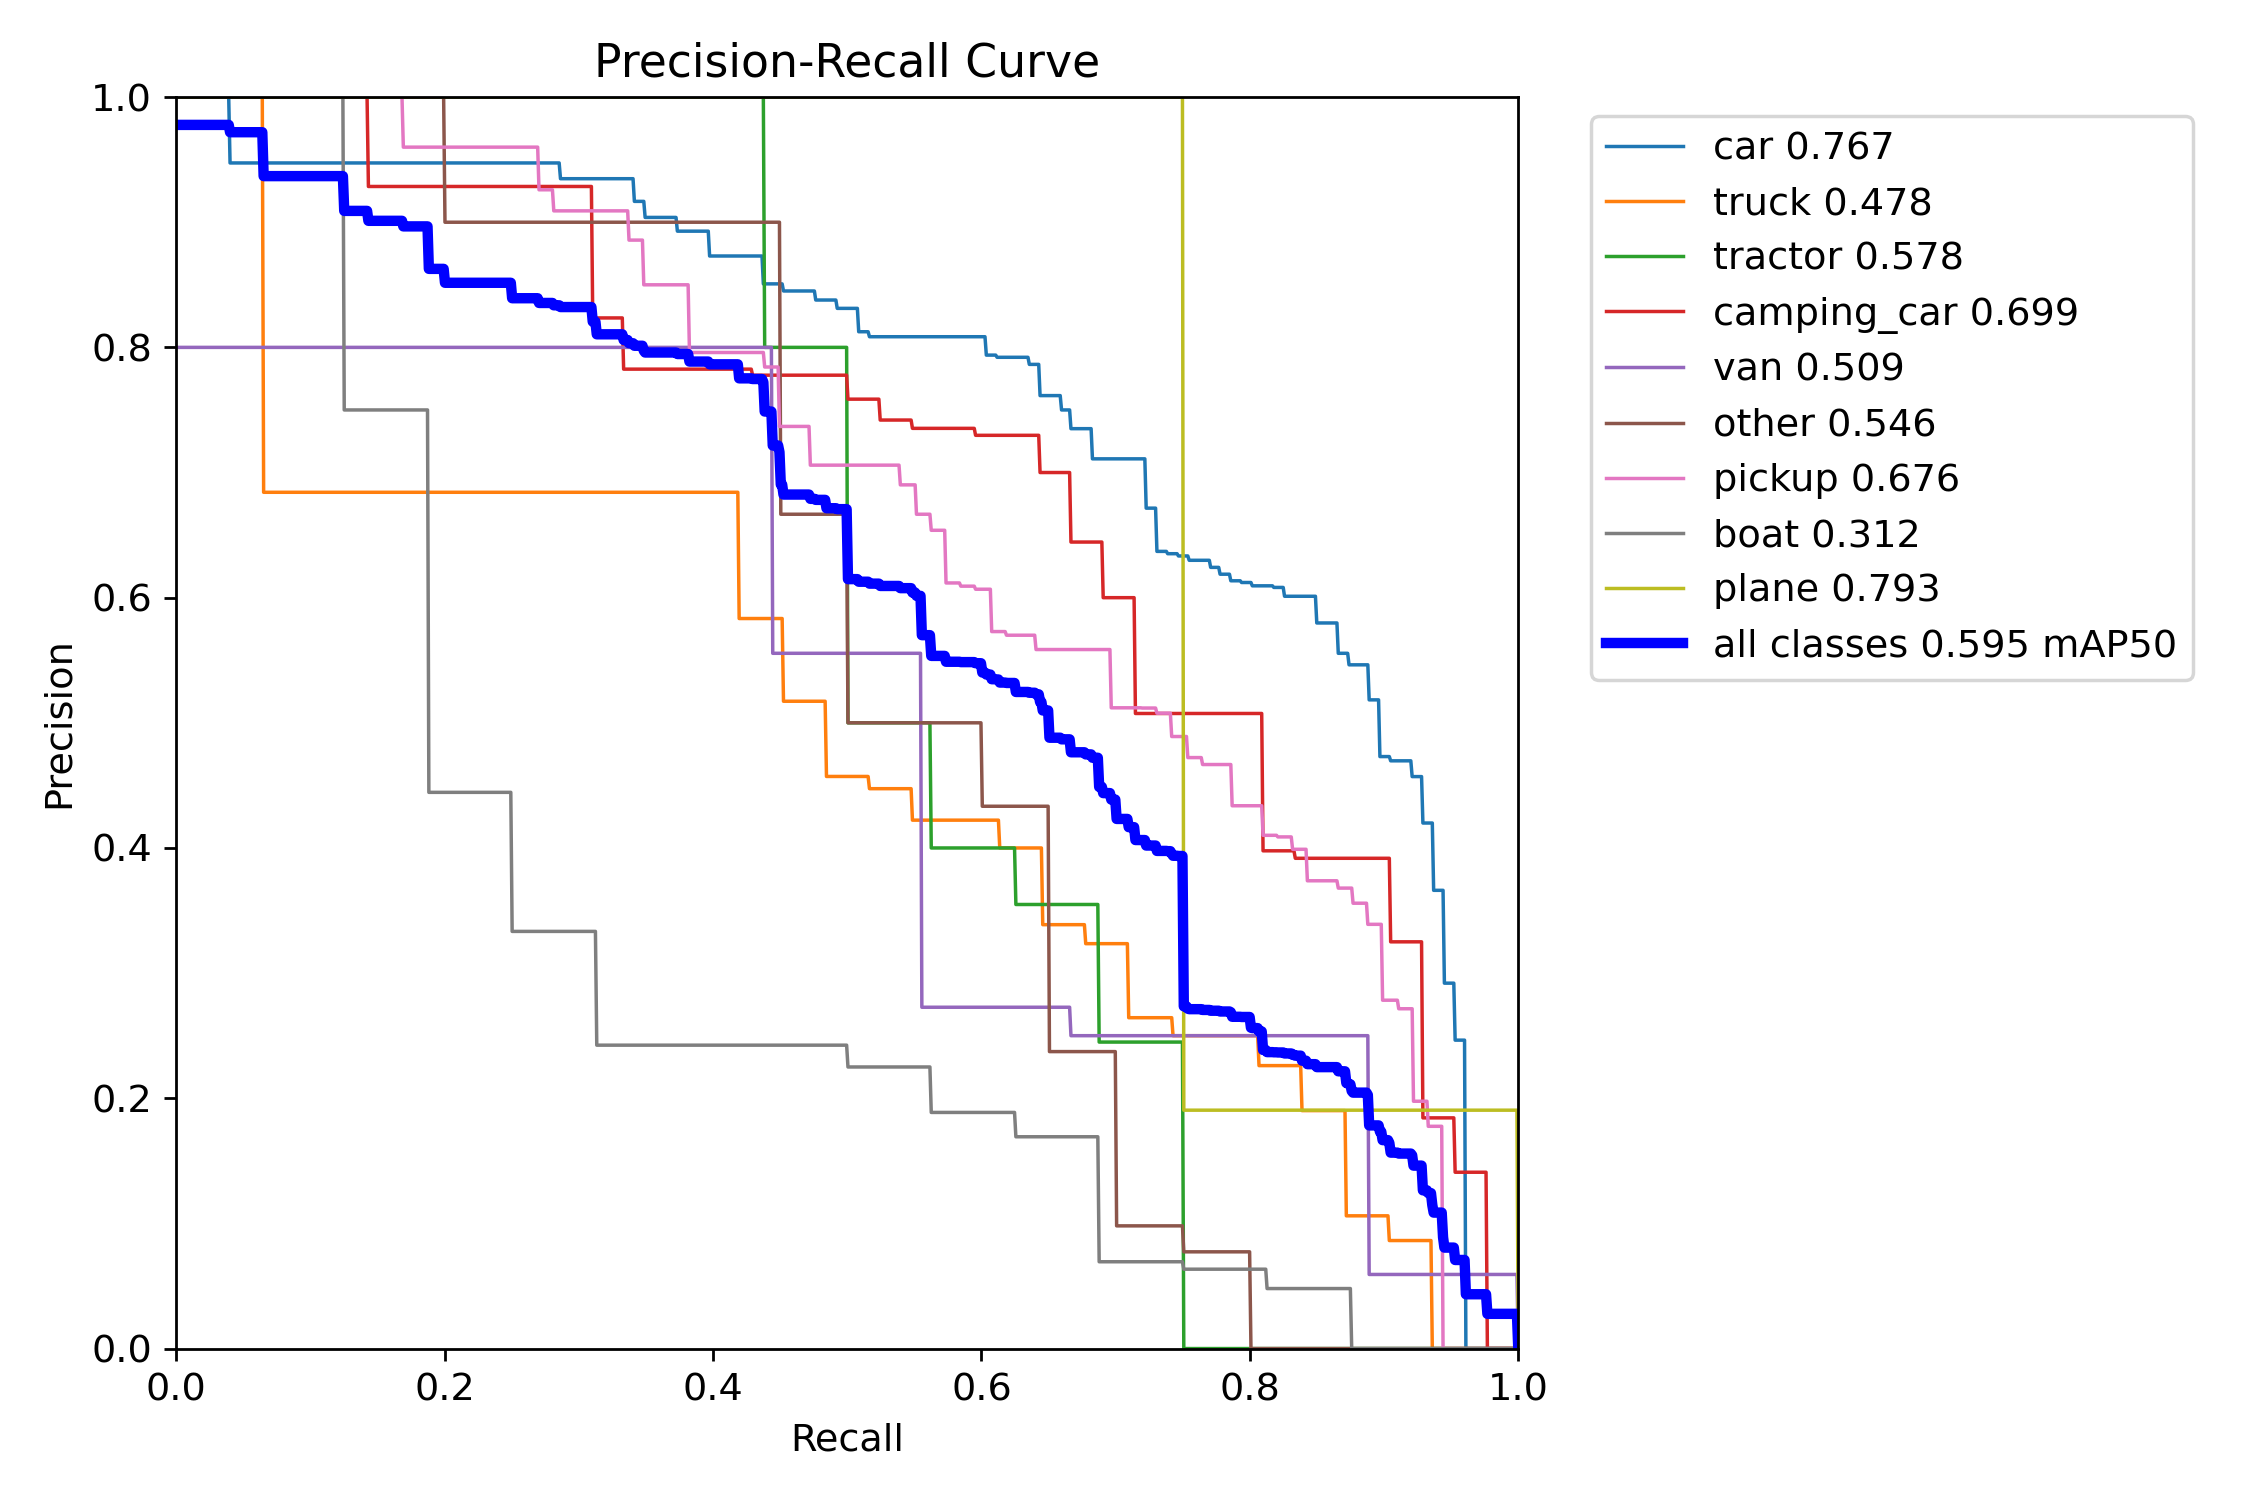 Precision-Recall Curve
1.0
0.8
0.6
0.4
0.2
0.0
Precision
0.0 0.2 0.4 0.6 0.8 1.0
Recall
car 0.767
truck 0.478
tractor 0.578
camping_car 0.699
van 0.509
other 0.546
pickup 0.676
boat 0.312
plane 0.793
all classes 0.595 mAP50